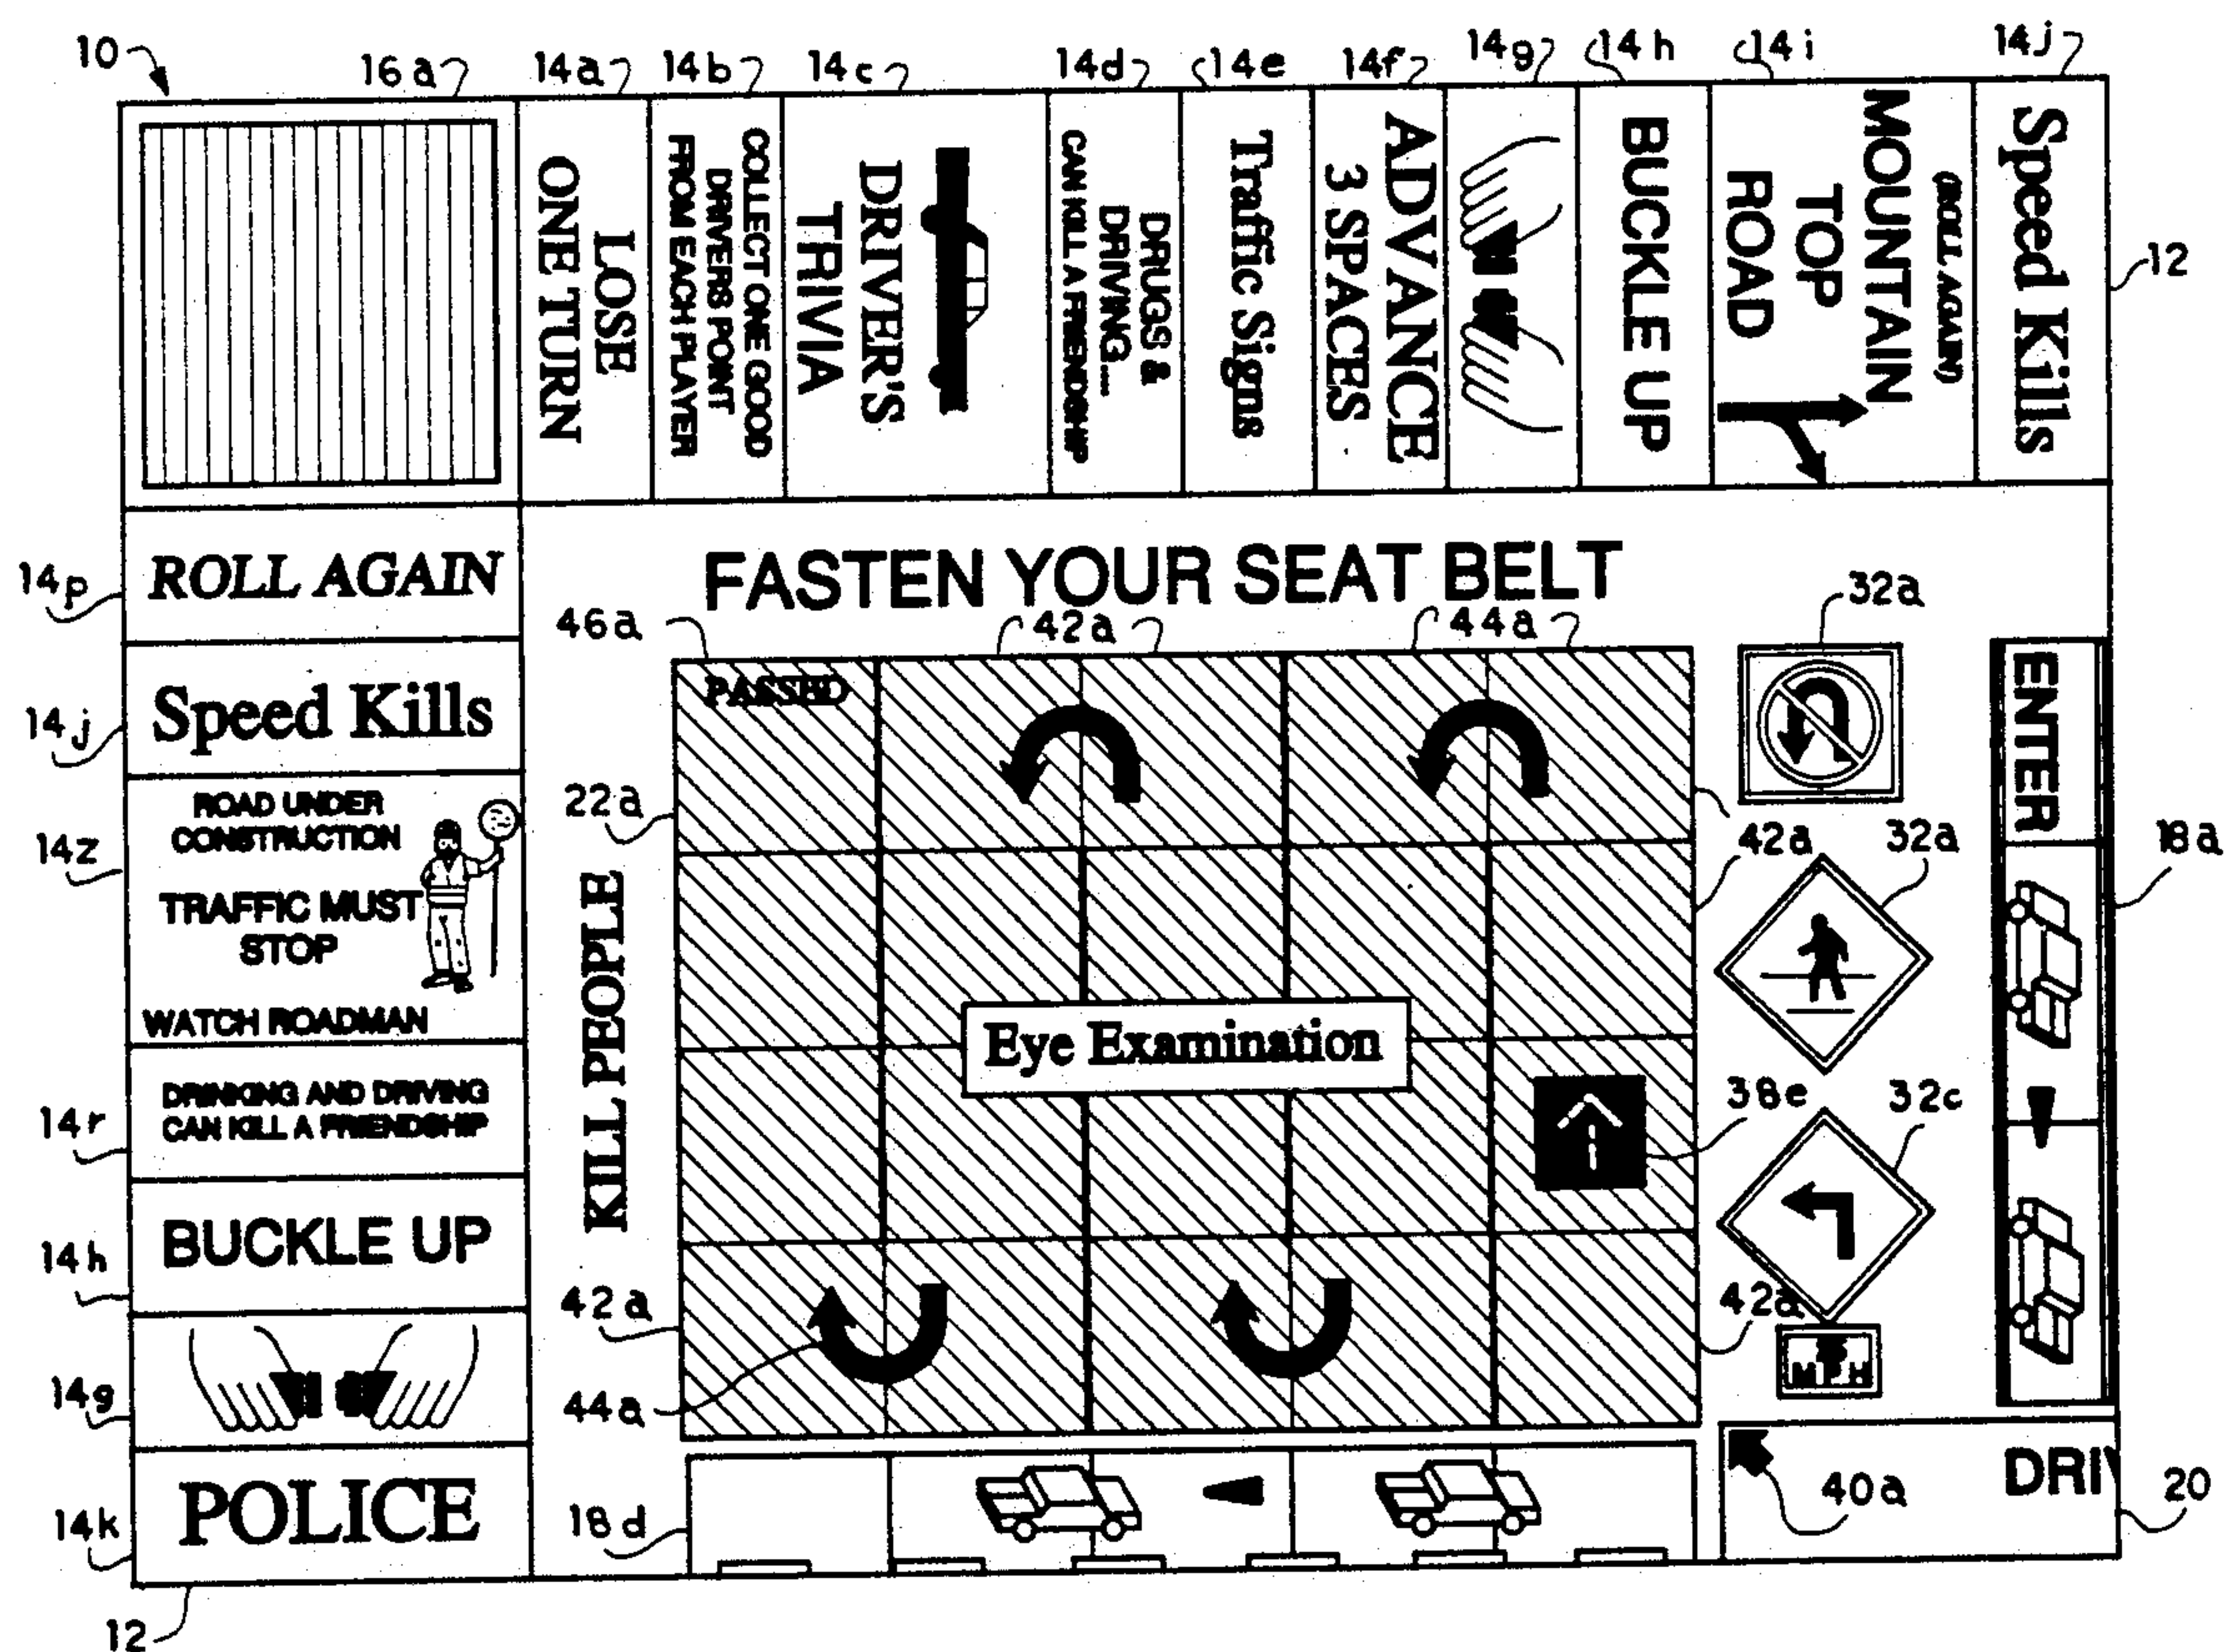 10
16a
14a
14b
14c
14d
14e
14f
14g
14h
14i
14j
LOSE
ONE TURN
COLLECT ONE GOOD
DRIVERS POINT
FROM EACH PLAYER
DRIVER'S
TRIVIA
DRUGS &
DRIVING....
CAN KILL A FRIENDSHIP
Traffic Signs
ADVANCE
3 SPACES
BUCKLE UP
(ROLL AGAIN)
MOUNTAIN
TOP
ROAD
Speed Kills
12
14p
ROLL AGAIN
14j
Speed Kills
14z
ROAD UNDER
CONSTRUCTION
TRAFFIC MUST
STOP
WATCH ROADMAN
14r
DRINKING AND DRIVING
CAN KILL A FRIENDSHIP
14h
BUCKLE UP
14g
14k
POLICE
12
FASTEN YOUR SEAT BELT
KILL PEOPLE
46a
42a
44a
32a
22a
PASSED
42a
32a
18a
ENTER
Eye Examination
38e
32c
42a
42a
MPH
44a
18d
40a
DRIV
20